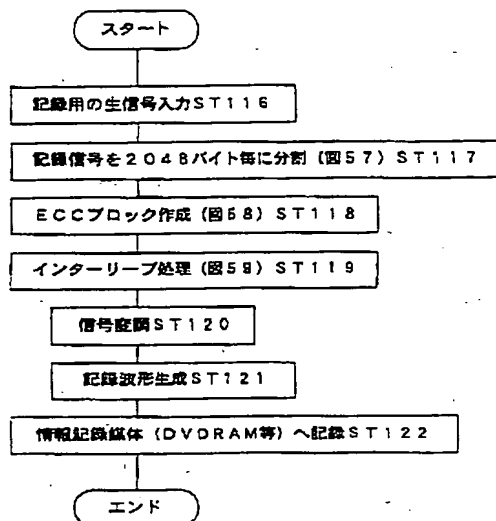 スタート
記録用の生信号入力ST116
記録信号を2048バイト毎に分割（図57）ST117
ECCブロック作成（図58）ST118
インターリーブ処理（図59）ST119
信号変調ST120
記録波形生成ST121
情報記録媒体（DVDRAM等）へ記録ST122
エンド